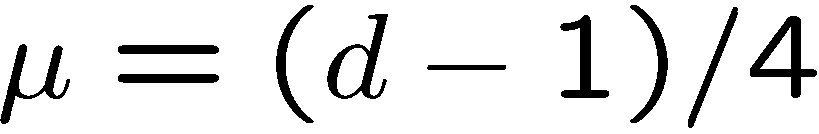 μ = (d − 1)/4